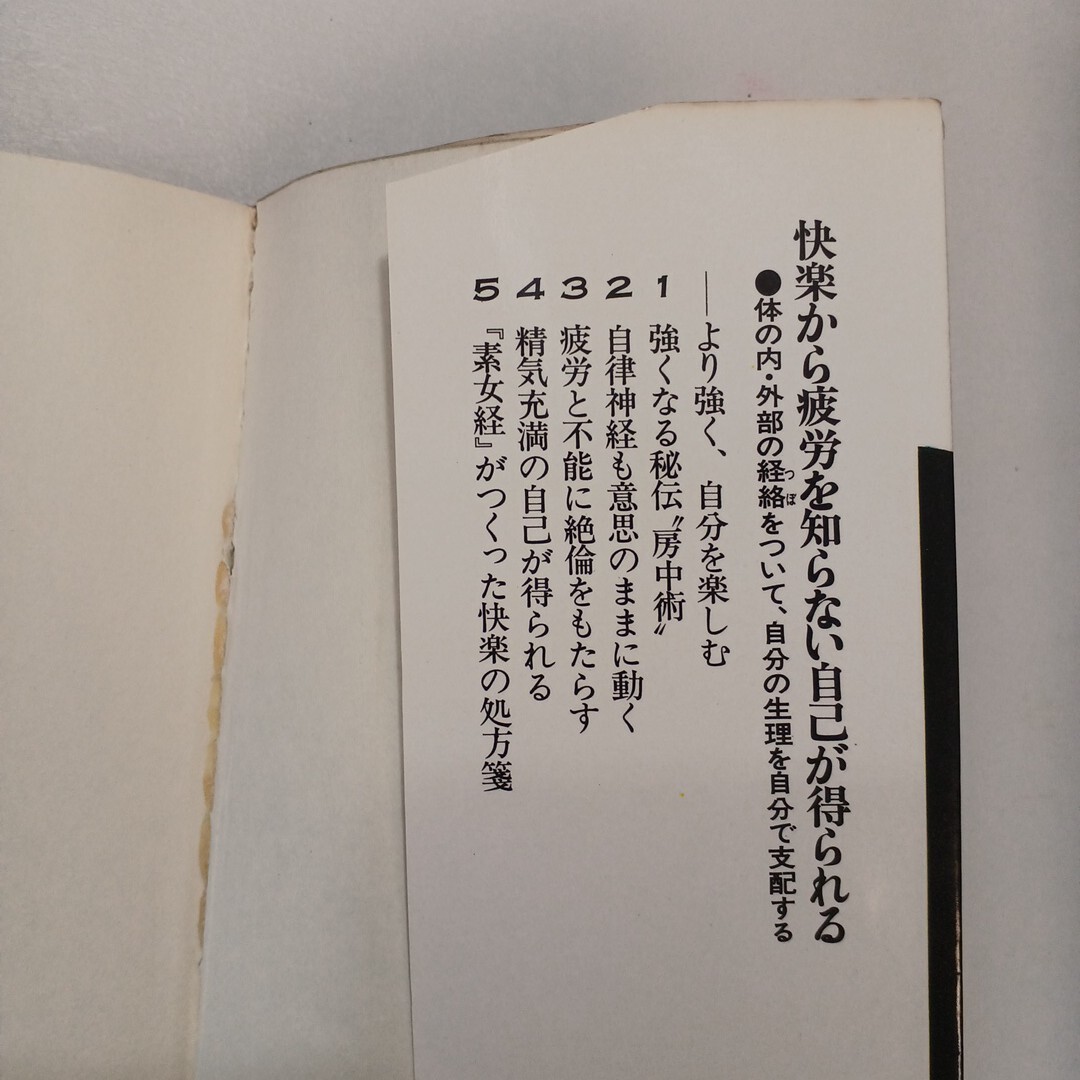 快楽から疲労を知らない自己が得られる
●体の内・外部の経絡をついて、自分の生理を自分で支配する
つぼ
――より強く、自分を楽しむ
1 強くなる秘伝〝房中術〟
2 自律神経も意思のままに動く
3 疲労と不能に絶倫をもたらす
4 精気充満の自己が得られる
5 『素女経』がつくった快楽の処方箋